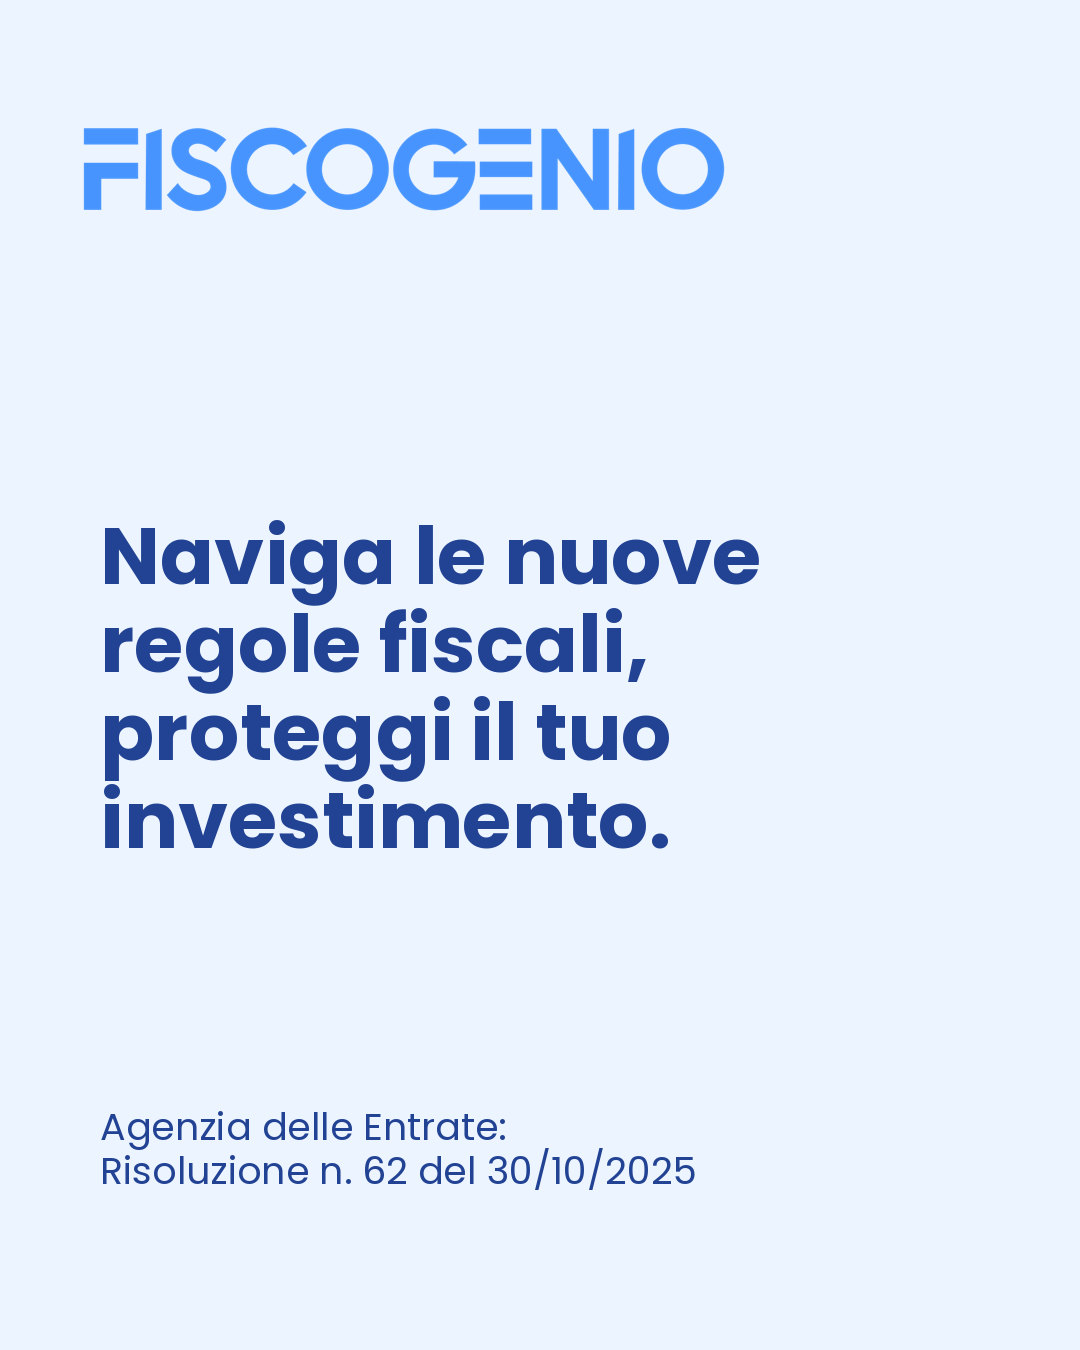 FISCOGENIO
Naviga le nuove
regole fiscali,
proteggi il tuo
investimento.
Agenzia delle Entrate:
Risoluzione n. 62 del 30/10/2025